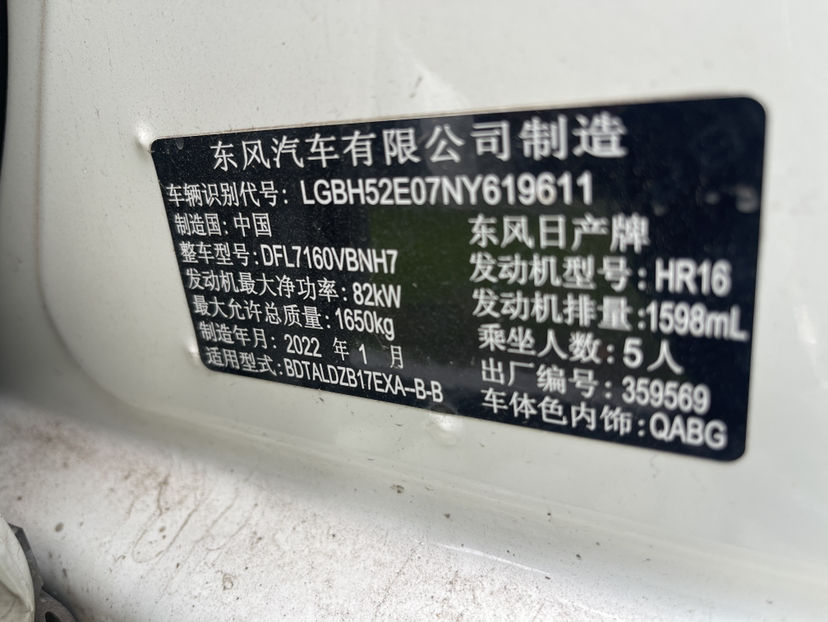 东风汽车有限公司制造
车辆识别代号: LGBH52E07NY619611
制造国: 中国 东风日产牌
整车型号: DFL7160VBNH7 发动机型号: HR16
发动机最大净功率: 82kW 发动机排量: 1598mL
最大允许总质量: 1650kg 乘坐人数: 5 人
制造年月: 2022 年 1 月 出厂编号: 359569
适用型式: BDTALDZB17EXA--B-B 车体色内饰: QABG